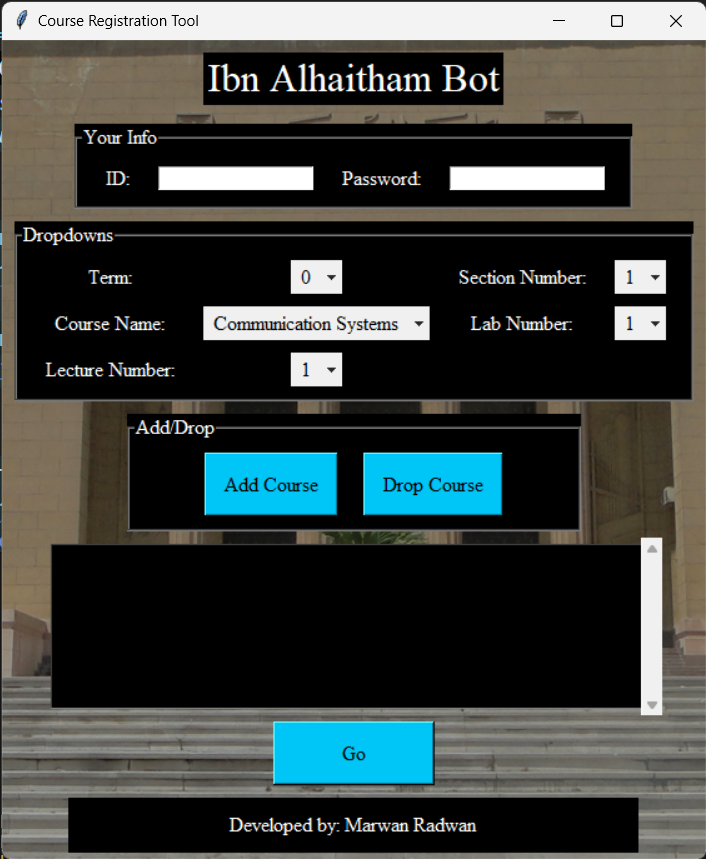 Course Registration Tool
Ibn Alhaitham Bot
Your Info
ID: Password:
Dropdowns
Term: 0 Section Number: 1
Course Name: Communication Systems Lab Number: 1
Lecture Number: 1
Add/Drop
Add Course Drop Course
Go
Developed by: Marwan Radwan